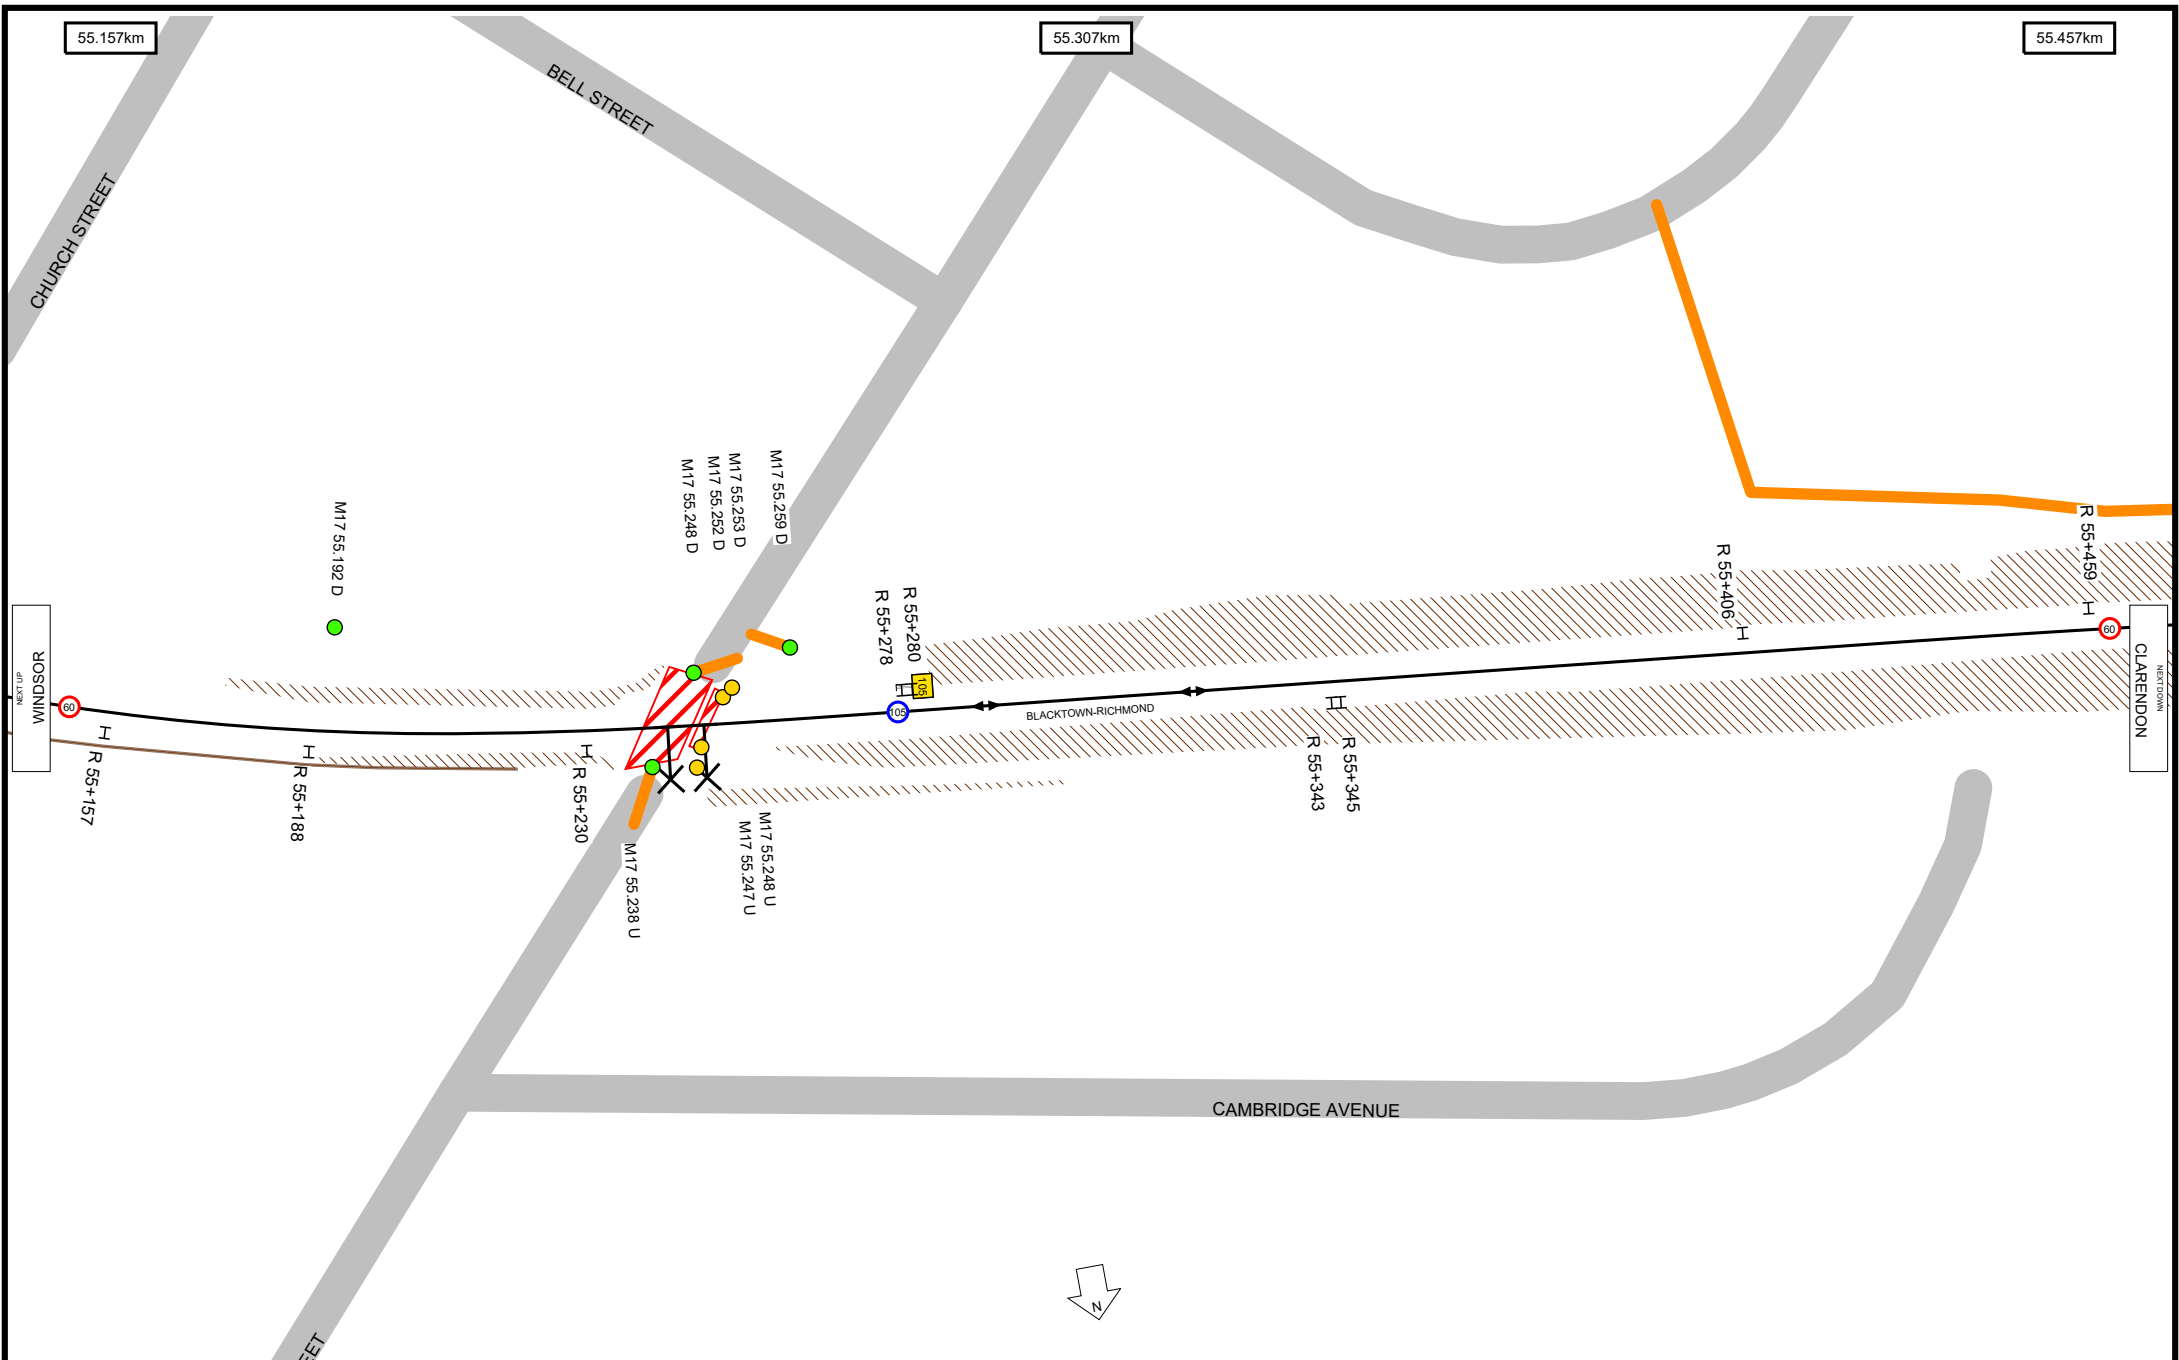 55.157km
55.307km
55.457km
BELL STREET
CHURCH STREET
M17 55.192 D
M17 55.248 D
M17 55.252 D
M17 55.253 D
M17 55.259 D
R 55+278
R 55+280
R 55+406
R 55+459
NEXT UP
WINDSOR
60
105
105
BLACKTOWN-RICHMOND
60
CLARENDON
NEXT DOWN
R 55+157
R 55+188
R 55+230
M17 55.238 U
M17 55.247 U
M17 55.248 U
R 55+343
R 55+345
CAMBRIDGE AVENUE
N